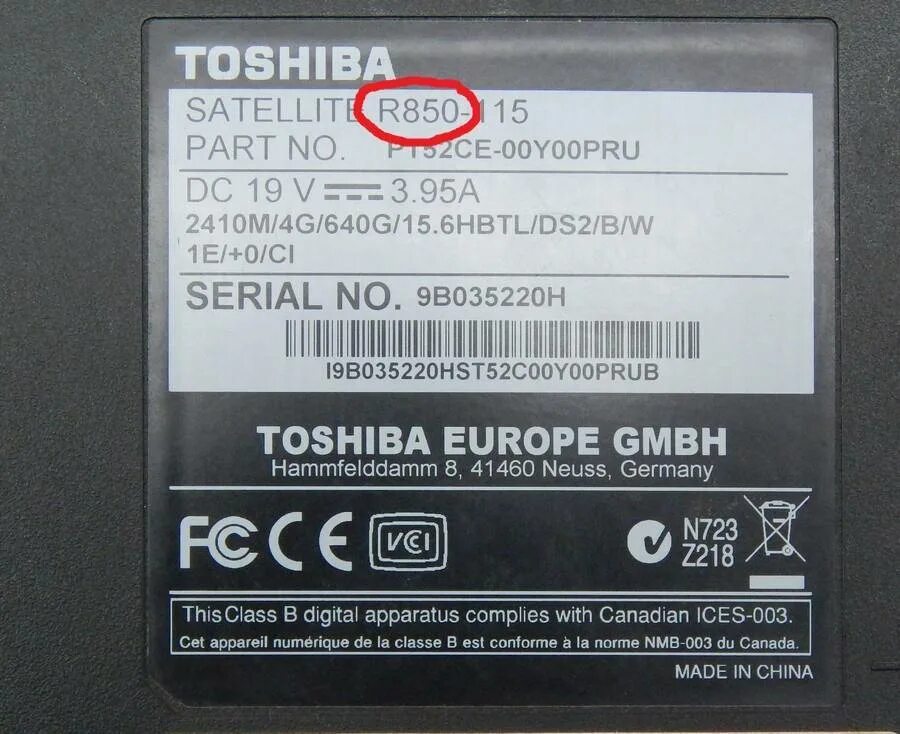 TOSHIBA
SATELLITE R850-115
PART NO. PT52CE-00Y00PRU
DC 19 V 3.95A
2410M/4G/640G/15.6HBTL/DS2/B/W
1E/+0/CI
SERIAL NO. 9B035220H
I9B035220HST52C00Y00PRUB
TOSHIBA EUROPE GMBH
Hammfelddamm 8, 41460 Neuss, Germany
FC CE VCI N723
Z218
This Class B digital apparatus complies with Canadian ICES-003.
Cet appareil numérique de la classe B est conforme à la norme NMB-003 du Canada.
MADE IN CHINA